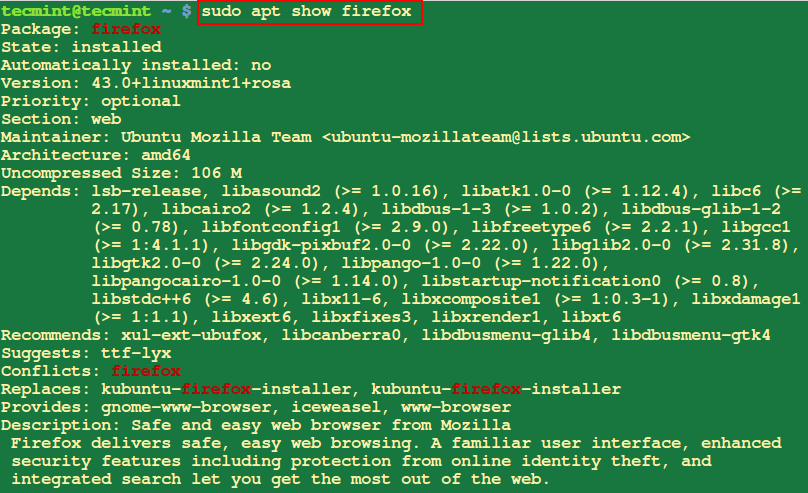 tecmint@tecmint ~ $ sudo apt show firefox
Package: firefox
State: installed
Automatically installed: no
Version: 43.0+linuxmint1+rosa
Priority: optional
Section: web
Maintainer: Ubuntu Mozilla Team <ubuntu-mozillateam@lists.ubuntu.com>
Architecture: amd64
Uncompressed Size: 106 M
Depends: lsb-release, libasound2 (>= 1.0.16), libatk1.0-0 (>= 1.12.4), libc6 (>=
2.17), libcairo2 (>= 1.2.4), libdbus-1-3 (>= 1.0.2), libdbus-glib-1-2
(>= 0.78), libfontconfig1 (>= 2.9.0), libfreetype6 (>= 2.2.1), libgcc1
(>= 1:4.1.1), libgdk-pixbuf2.0-0 (>= 2.22.0), libglib2.0-0 (>= 2.31.8),
libgtk2.0-0 (>= 2.24.0), libpango-1.0-0 (>= 1.22.0),
libpangocairo-1.0-0 (>= 1.14.0), libstartup-notification0 (>= 0.8),
libstdc++6 (>= 4.6), libx11-6, libxcomposite1 (>= 1:0.3-1), libxdamage1
(>= 1:1.1), libxext6, libxfixes3, libxrender1, libxt6
Recommends: xul-ext-ubufox, libcanberra0, libdbusmenu-glib4, libdbusmenu-gtk4
Suggests: ttf-lyx
Conflicts: firefox
Replaces: kubuntu-firefox-installer, kubuntu-firefox-installer
Provides: gnome-www-browser, iceweasel, www-browser
Description: Safe and easy web browser from Mozilla
Firefox delivers safe, easy web browsing. A familiar user interface, enhanced
security features including protection from online identity theft, and
integrated search let you get the most out of the web.